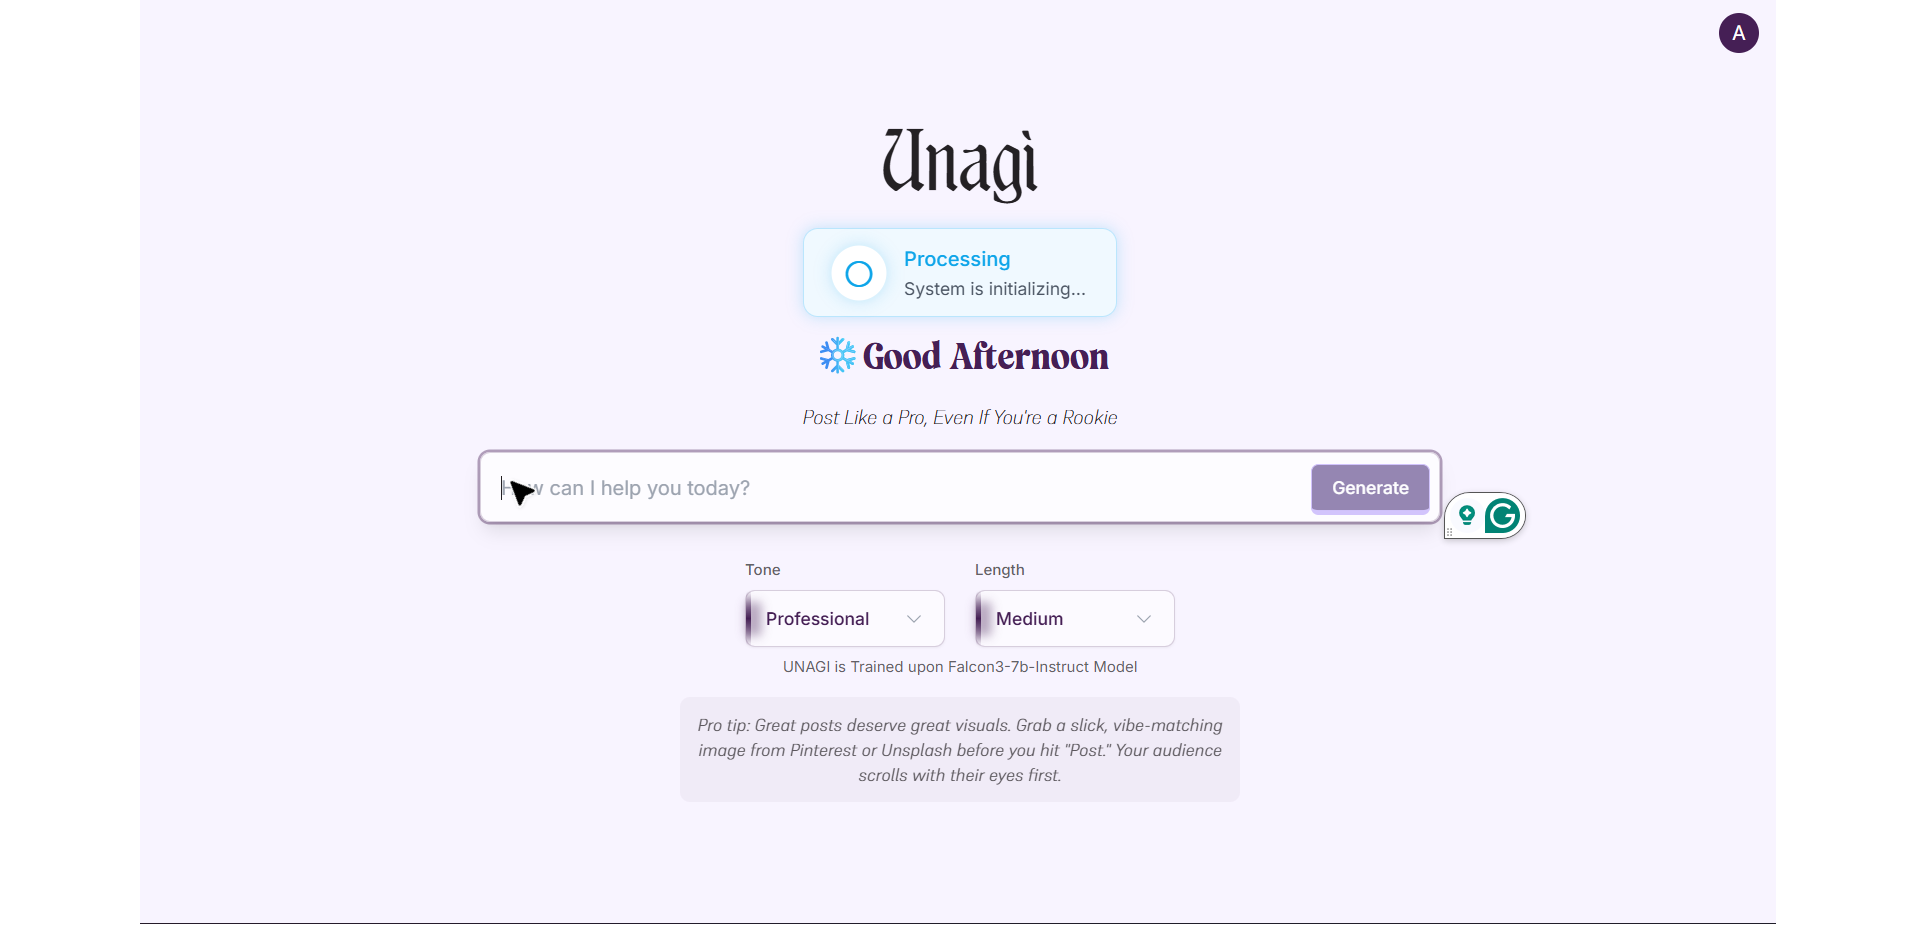 A
Unagi
Processing
System is initializing...
Good Afternoon
Post Like a Pro, Even If You're a Rookie
How can I help you today?
Generate
G
Tone
Length
Professional
Medium
UNAGI is Trained upon Falcon3-7b-Instruct Model
Pro tip: Great posts deserve great visuals. Grab a slick, vibe-matching
image from Pinterest or Unsplash before you hit "Post." Your audience
scrolls with their eyes first.